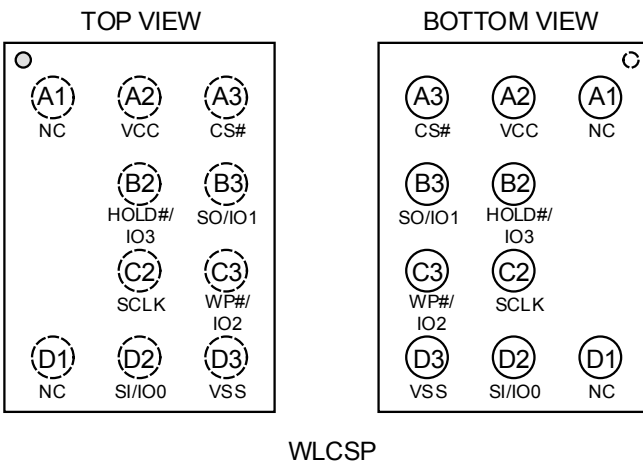 TOP VIEW BOTTOM VIEW
A1 A2 A3 A3 A2 A1
NC VCC CS# CS# VCC NC
B2 B3 B3 B2
HOLD#/ SO/IO1 SO/IO1 HOLD#/
IO3 IO3
C2 C3 C3 C2
SCLK WP#/ WP#/ SCLK
IO2 IO2
D1 D2 D3 D3 D2 D1
NC SI/IO0 VSS VSS SI/IO0 NC
WLCSP